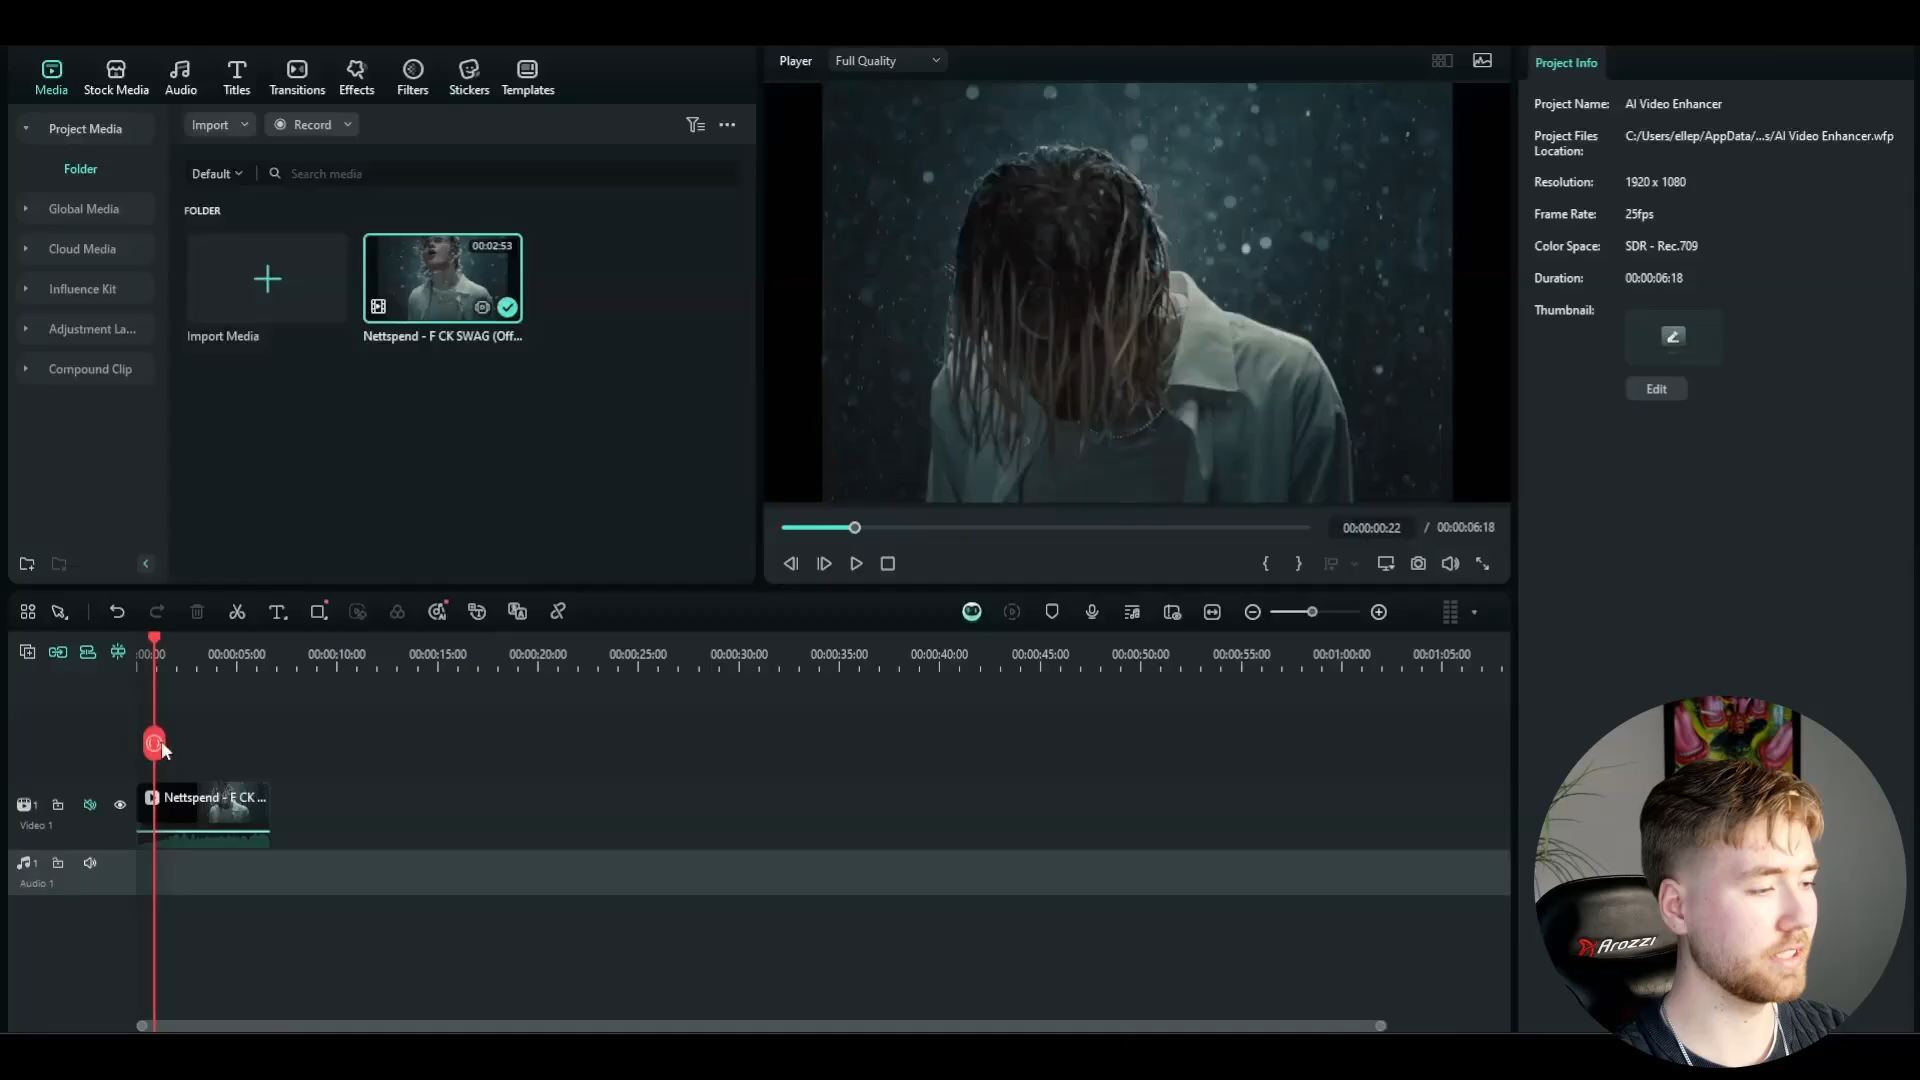 Media
Stock Media
Audio
Titles
Transitions
Effects
Filters
Stickers
Templates
Project Media
Folder
Global Media
Cloud Media
Influence Kit
Adjustment La...
Compound Clip
Import
Record
Default
Search media
FOLDER
Import Media
00:02:53
Nettspend - F CK SWAG (Off...
Player
Full Quality
00:00:00:22 / 00:00:06:18
Project Info
Project Name: AI Video Enhancer
Project Files Location: C:/Users/ellep/AppData/...s/AI Video Enhancer.wfp
Resolution: 1920 x 1080
Frame Rate: 25fps
Color Space: SDR - Rec.709
Duration: 00:00:06:18
Thumbnail:
Edit
:00:00 00:00:05:00 00:00:10:00 00:00:15:00 00:00:20:00 00:00:25:00 00:00:30:00 00:00:35:00 00:00:40:00 00:00:45:00 00:00:50:00 00:00:55:00 00:01:00:00 00:01:05:00
Nettspend - F CK ...
1
Video 1
1
Audio 1
Arozzi